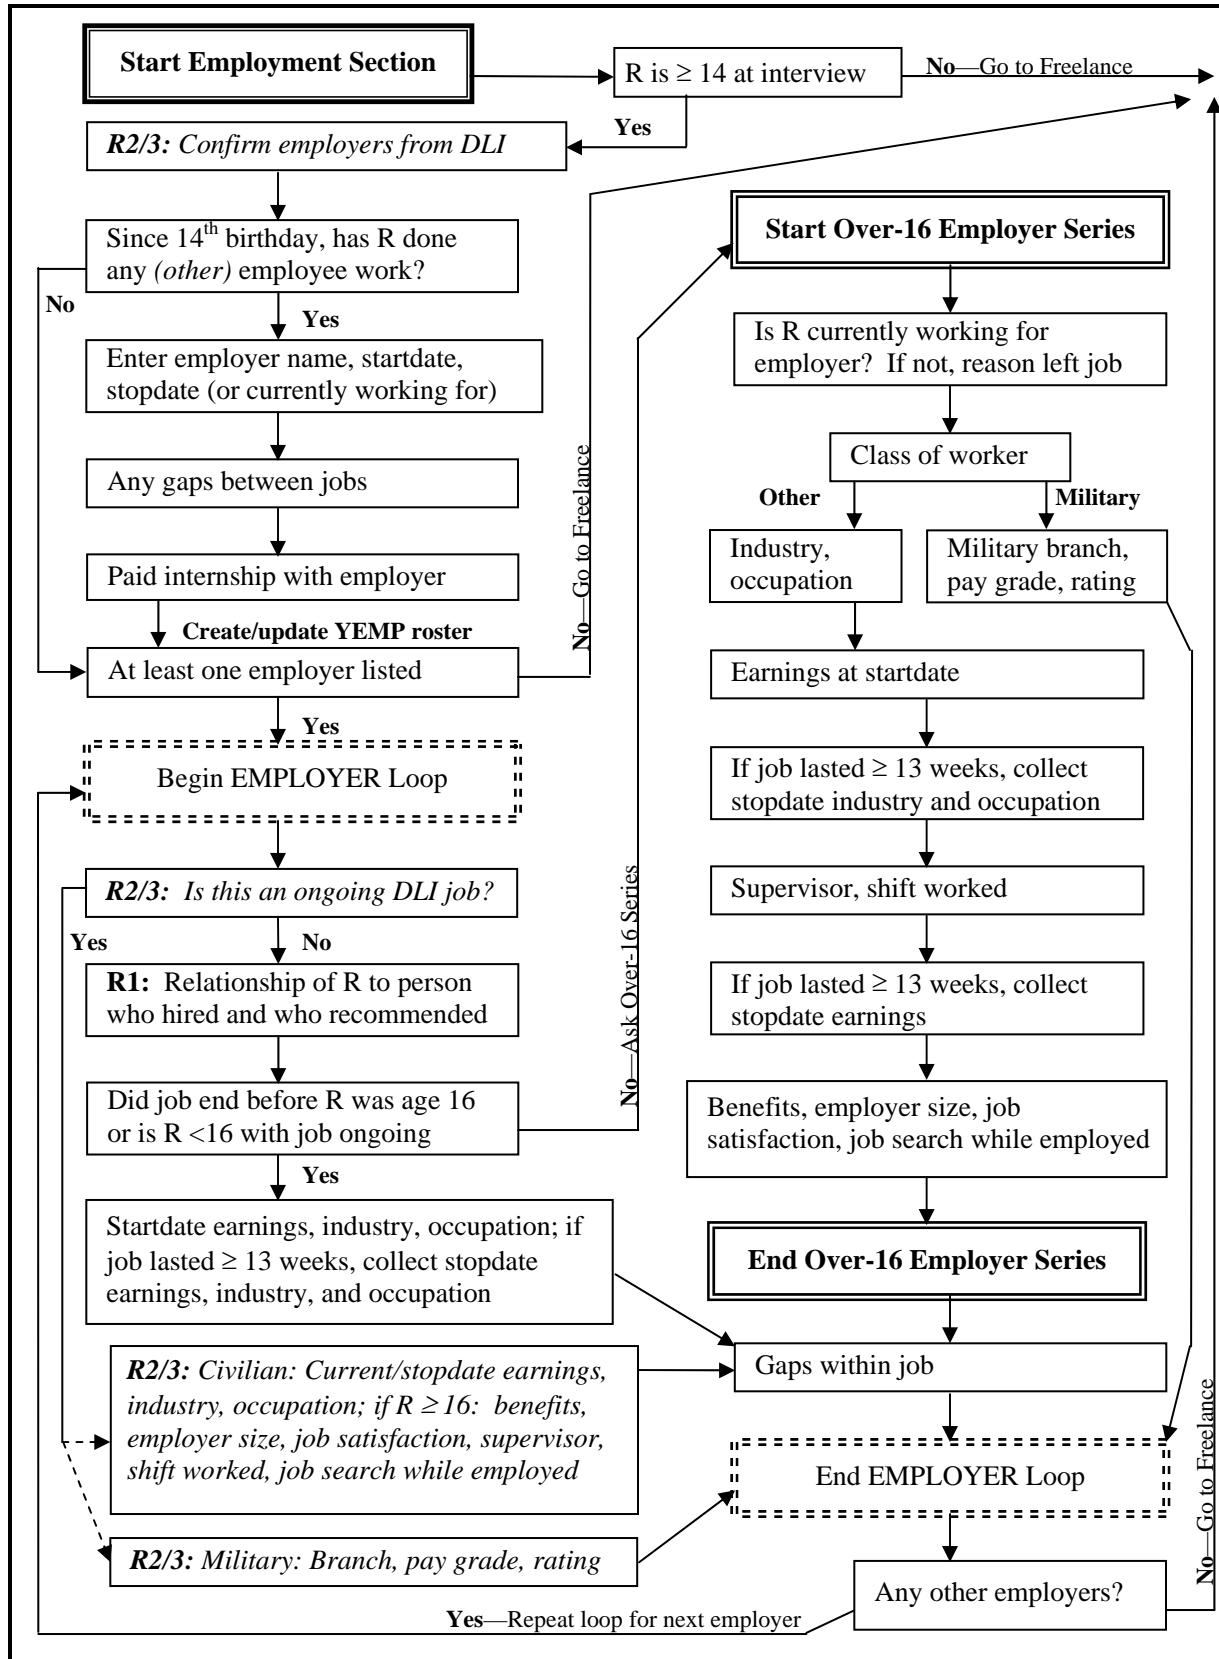 Start Employment Section
R is ≥ 14 at interview
No—Go to Freelance
Yes
R2/3: Confirm employers from DLI
Since 14th birthday, has R done
any (other) employee work?
No
Yes
Enter employer name, startdate,
stopdate (or currently working for)
Any gaps between jobs
Paid internship with employer
Create/update YEMP roster
At least one employer listed
No—Go to Freelance
Yes
Begin EMPLOYER Loop
R2/3: Is this an ongoing DLI job?
Yes
No
R1: Relationship of R to person
who hired and who recommended
Did job end before R was age 16
or is R <16 with job ongoing
No—Ask Over-16 Series
Yes
Startdate earnings, industry, occupation; if
job lasted ≥ 13 weeks, collect stopdate
earnings, industry, and occupation
R2/3: Civilian: Current/stopdate earnings,
industry, occupation; if R ≥ 16: benefits,
employer size, job satisfaction, supervisor,
shift worked, job search while employed
R2/3: Military: Branch, pay grade, rating
Start Over-16 Employer Series
Is R currently working for
employer? If not, reason left job
Class of worker
Other
Military
Industry,
occupation
Military branch,
pay grade, rating
Earnings at startdate
If job lasted ≥ 13 weeks, collect
stopdate industry and occupation
Supervisor, shift worked
If job lasted ≥ 13 weeks, collect
stopdate earnings
Benefits, employer size, job
satisfaction, job search while employed
End Over-16 Employer Series
Gaps within job
End EMPLOYER Loop
Any other employers?
Yes—Repeat loop for next employer
No—Go to Freelance